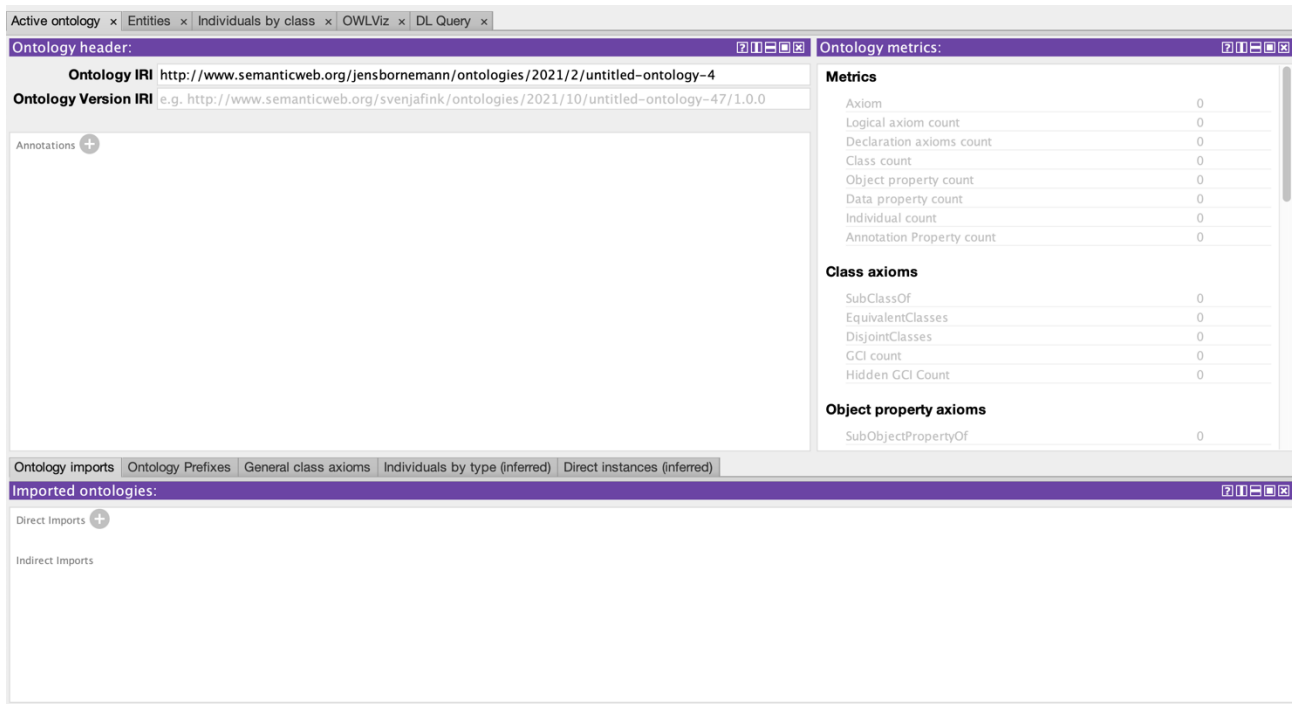 Active ontology × Entities × Individuals by class × OWLViz × DL Query ×
Ontology header:
Ontology IRI http://www.semanticweb.org/jensbornemann/ontologies/2021/2/untitled-ontology-4
Ontology Version IRI e.g. http://www.semanticweb.org/svenjafink/ontologies/2021/10/untitled-ontology-47/1.0.0
Annotations
Ontology metrics:
Metrics
Axiom 0
Logical axiom count 0
Declaration axioms count 0
Class count 0
Object property count 0
Data property count 0
Individual count 0
Annotation Property count 0
Class axioms
SubClassOf 0
EquivalentClasses 0
DisjointClasses 0
GCI count 0
Hidden GCI Count 0
Object property axioms
SubObjectPropertyOf 0
Ontology imports Ontology Prefixes General class axioms Individuals by type (inferred) Direct instances (inferred)
Imported ontologies:
Direct Imports
Indirect Imports